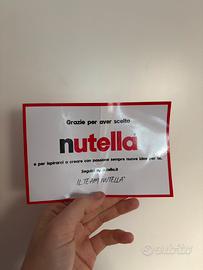 Grazie per aver scelto
nutella
e per ispirarci a creare con passione sempre nuove idee per te.
IL TEAM NUTELLA
subito